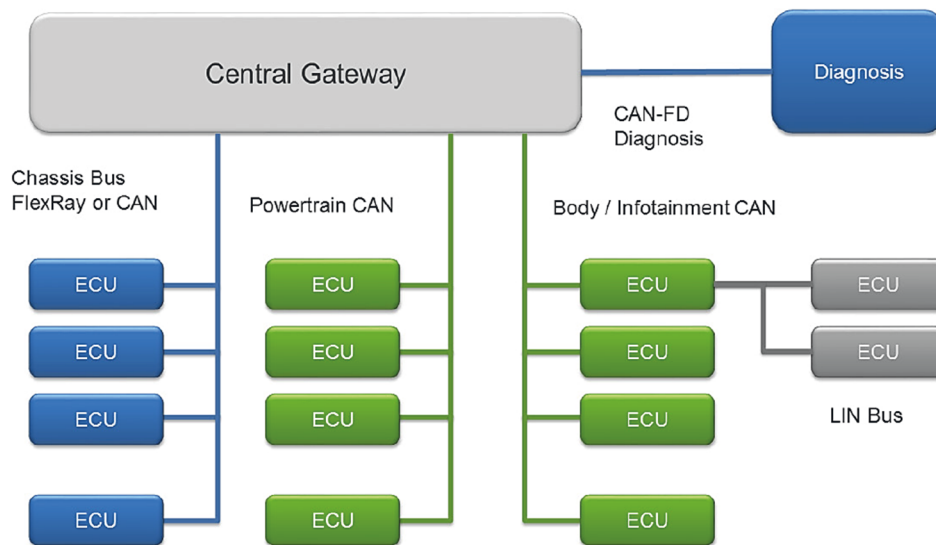 Central Gateway
Diagnosis
CAN-FD
Diagnosis
Chassis Bus
FlexRay or CAN
Powertrain CAN
Body / Infotainment CAN
ECU
ECU
ECU
ECU
ECU
ECU
ECU
ECU
ECU
ECU
ECU
ECU
LIN Bus
ECU
ECU